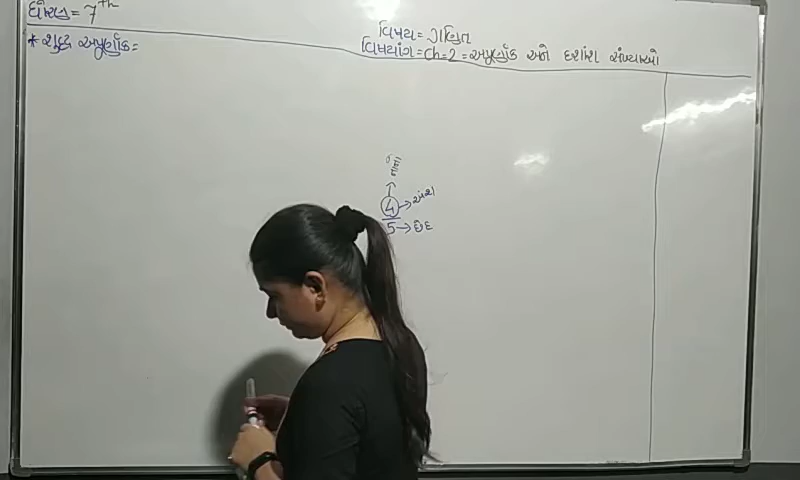 ધોરણ = 7th
વિષય = ગણિત
વિષયાંગ = Ch = 2 = અપૂર્ણાંક અને દશાંશ સંખ્યાઓ
* શુદ્ધ અપૂર્ણાંક =
નાનો
4 → અંશ
5 → છેદ